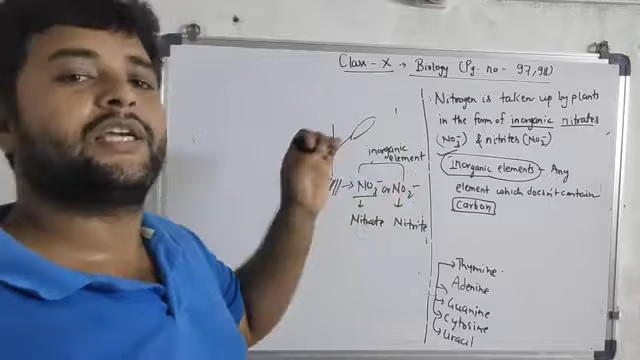 Class-X → Biology (Pg. no - 97,98)
Nitrogen is taken up by plants
in the form of inorganic nitrates
(NO₃⁻) & nitrites (NO₂⁻)
Inorganic elements - Any
element which doesn't contain
Carbon
inorganic
element
NO₃⁻ or NO₂⁻
Nitrate Nitrite
Thymine
Adenine
Guanine
Cytosine
Uracil